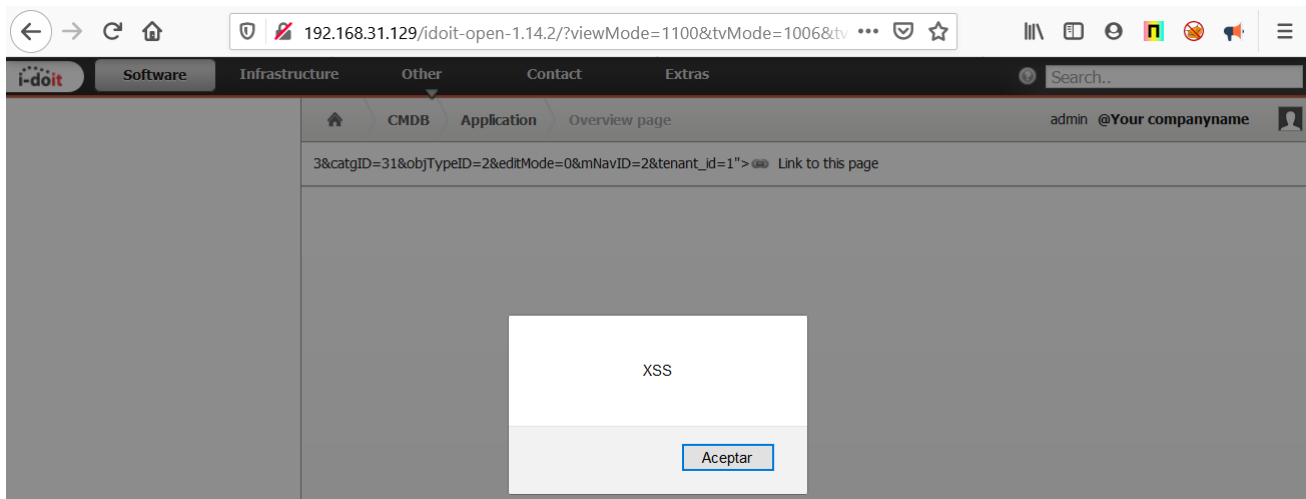 192.168.31.129/idoit-open-1.14.2/?viewMode=1100&tvMode=1006&tv
i-doit Software Infrastructure Other Contact Extras Search..
CMDB Application Overview page admin @Your companyname
3&catgID=31&objTypeID=2&editMode=0&mNavID=2&tenant_id=1"> Link to this page
XSS
Aceptar